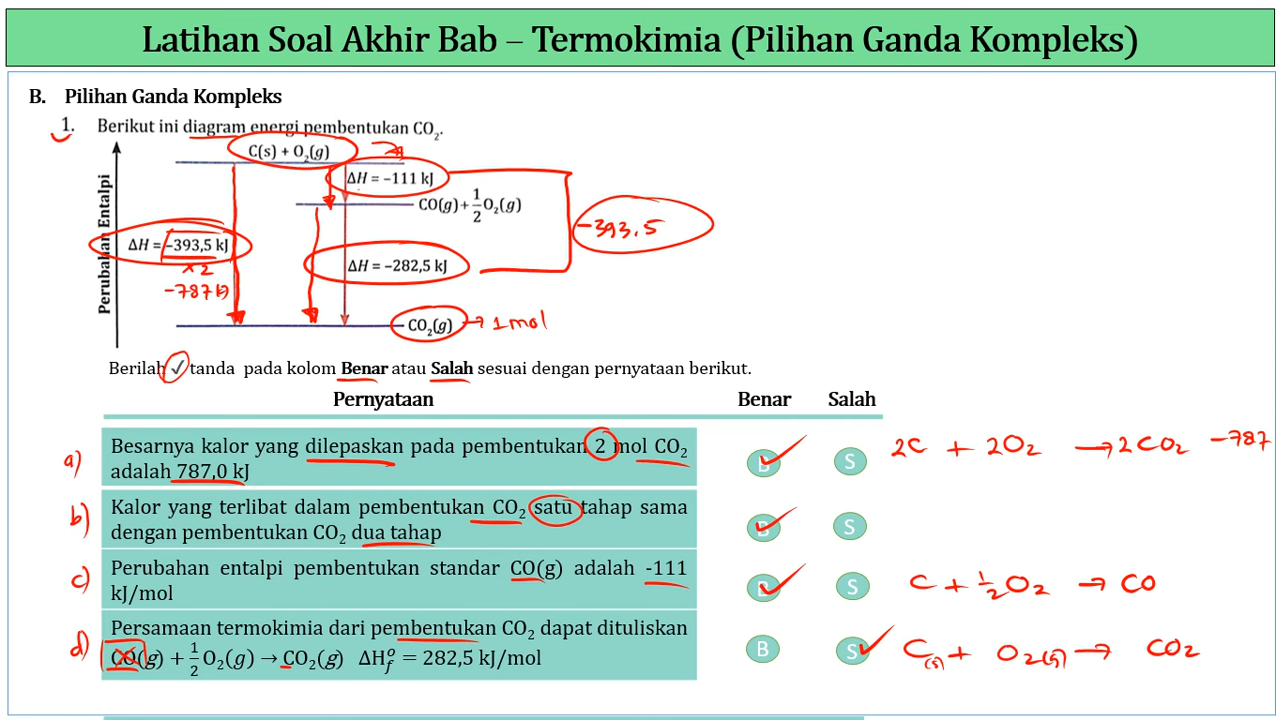 Latihan Soal Akhir Bab – Termokimia (Pilihan Ganda Kompleks)
B. Pilihan Ganda Kompleks
1. Berikut ini diagram energi pembentukan CO₂.
C(s) + O₂(g)
ΔH = –111 kJ
CO(g)+½O₂(g)
–393.5
ΔH = –393,5 kJ
×2
–787 kJ
ΔH = –282,5 kJ
CO₂(g) → 1 mol
Perubahan Entalpi
Berilah ✓ tanda pada kolom Benar atau Salah sesuai dengan pernyataan berikut.
Pernyataan Benar Salah
a) Besarnya kalor yang dilepaskan pada pembentukan 2 mol CO₂ B S 2C + 2O₂ → 2CO₂ –787
adalah 787,0 kJ
b) Kalor yang terlibat dalam pembentukan CO₂ satu tahap sama B S
dengan pembentukan CO₂ dua tahap
c) Perubahan entalpi pembentukan standar CO(g) adalah -111 B S C + ½O₂ → CO
kJ/mol
d) Persamaan termokimia dari pembentukan CO₂ dapat dituliskan B S C(s) + O₂(g) → CO₂
CO(g) + ½O₂(g) → CO₂(g) ΔH°f = 282,5 kJ/mol